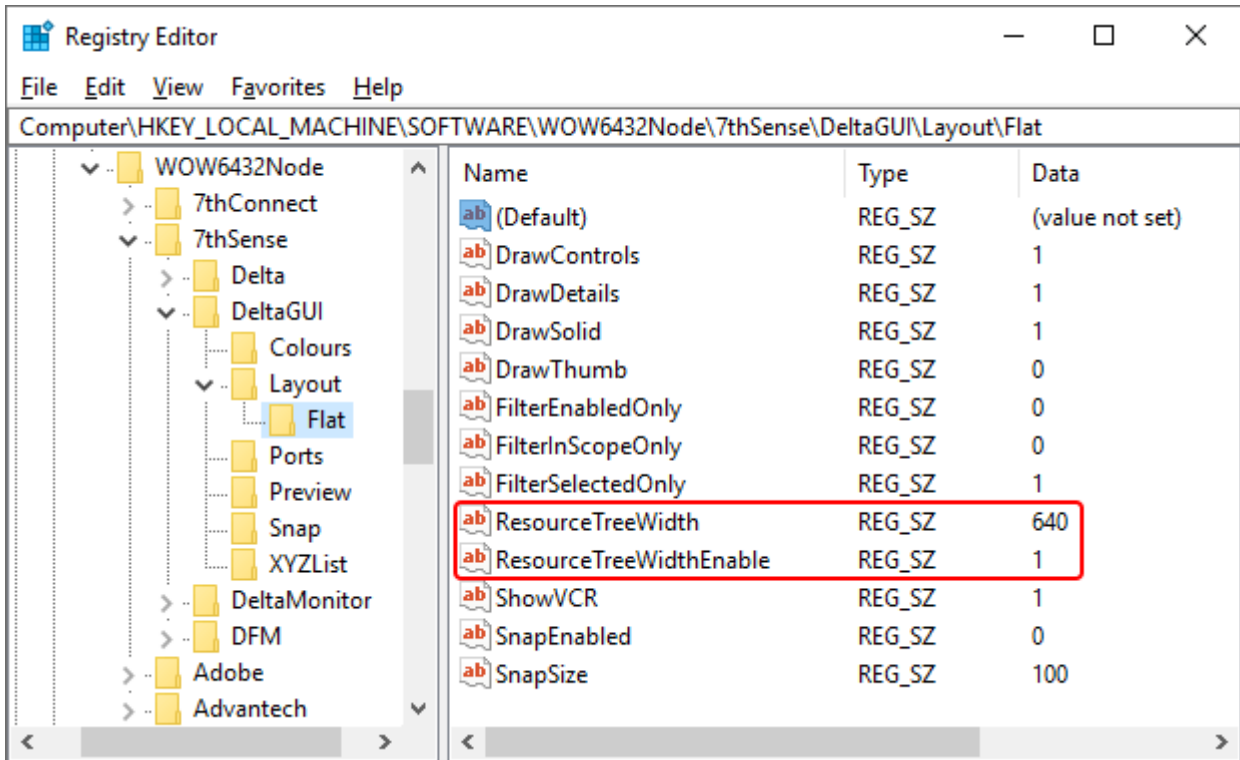 Registry Editor
File Edit View Favorites Help
Computer\HKEY_LOCAL_MACHINE\SOFTWARE\WOW6432Node\7thSense\DeltaGUI\Layout\Flat
WOW6432Node
7thConnect
7thSense
Delta
DeltaGUI
Colours
Layout
Flat
Ports
Preview
Snap
XYZList
DeltaMonitor
DFM
Adobe
Advantech
Name Type Data
(Default) REG_SZ (value not set)
DrawControls REG_SZ 1
DrawDetails REG_SZ 1
DrawSolid REG_SZ 1
DrawThumb REG_SZ 0
FilterEnabledOnly REG_SZ 0
FilterInScopeOnly REG_SZ 0
FilterSelectedOnly REG_SZ 1
ResourceTreeWidth REG_SZ 640
ResourceTreeWidthEnable REG_SZ 1
ShowVCR REG_SZ 1
SnapEnabled REG_SZ 0
SnapSize REG_SZ 100